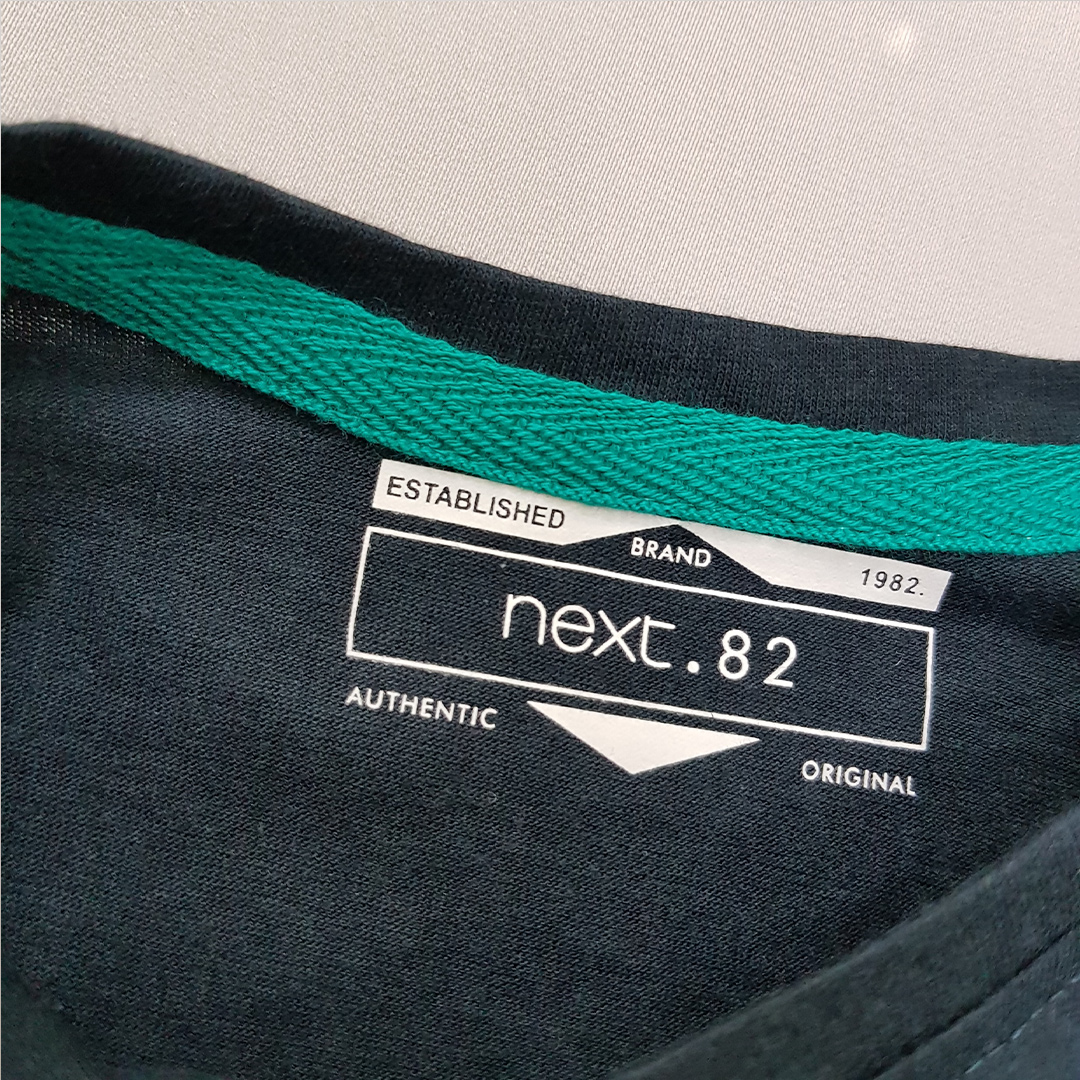 ESTABLISHED
BRAND
1982.
next.82
AUTHENTIC
ORIGINAL